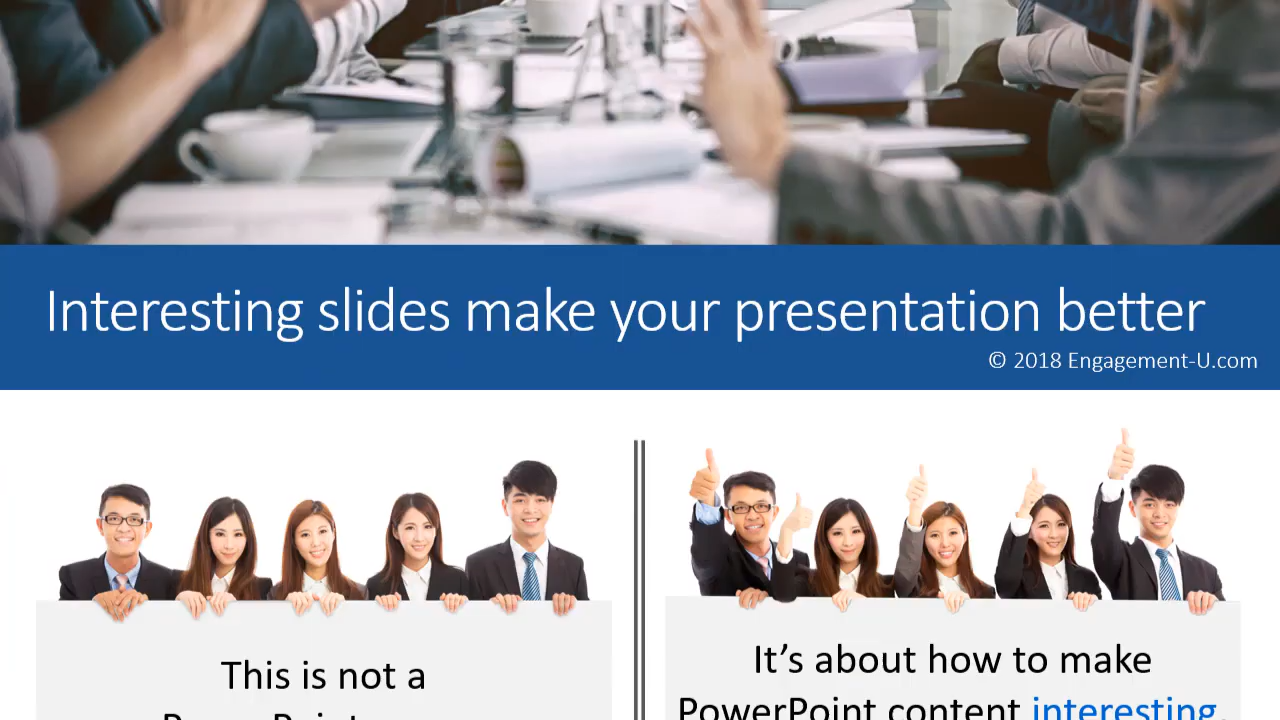 Interesting slides make your presentation better
© 2018 Engagement-U.com
This is not a
It's about how to make
PowerPoint content interesting.